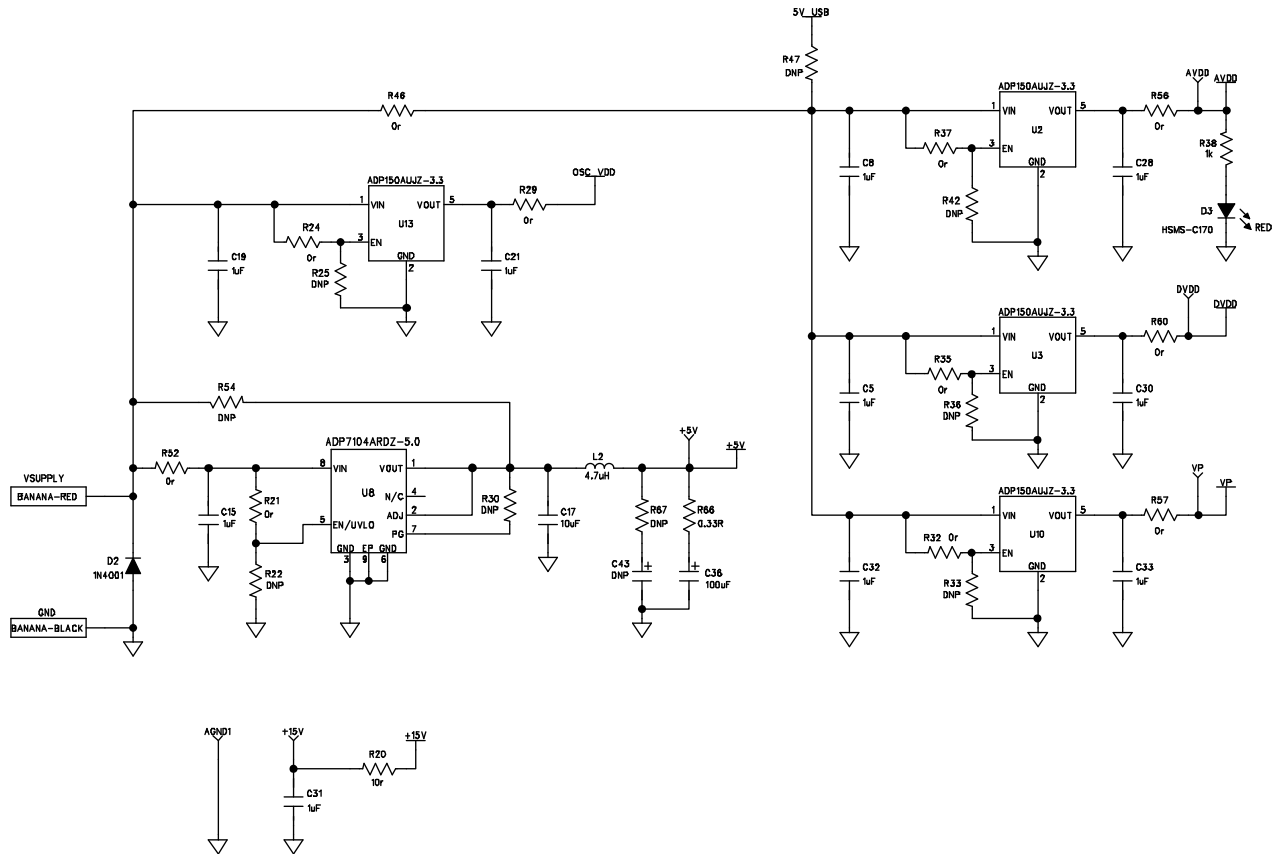 5V_USB
R47
DNP
R46
0r
ADP150AUJZ-3.3
1
VIN
VOUT
5
U2
3
EN
GND
2
R37
0r
R42
DNP
C8
1uF
C28
1uF
R56
0r
AVDD
AVDD
R38
1k
D3
HSMS-C170
RED
ADP150AUJZ-3.3
1
VIN
VOUT
5
U13
3
EN
GND
2
R24
0r
R25
DNP
C19
1uF
C21
1uF
R29
0r
OSC_VDD
ADP150AUJZ-3.3
1
VIN
VOUT
5
U3
3
EN
GND
2
R35
0r
R36
DNP
C5
1uF
C30
1uF
R60
0r
DVDD
DVDD
R54
DNP
R52
0r
VSUPPLY
BANANA-RED
D2
1N4001
GND
BANANA-BLACK
C15
1uF
R21
0r
R22
DNP
ADP7104ARDZ-5.0
8
VIN
VOUT
1
U8
N/C
4
ADJ
2
5
EN/UVLO
PG
7
GND
EP
GND
3
9
6
R30
DNP
C17
10uF
L2
4.7uH
+5V
+5V
R67
DNP
R66
0.33R
C43
DNP
+
+
C36
100uF
ADP150AUJZ-3.3
1
VIN
VOUT
5
U10
3
EN
GND
2
R32 0r
R33
DNP
C32
1uF
C33
1uF
R57
0r
VP
VP
AGND1
+15V
+15V
R20
10r
C31
1uF